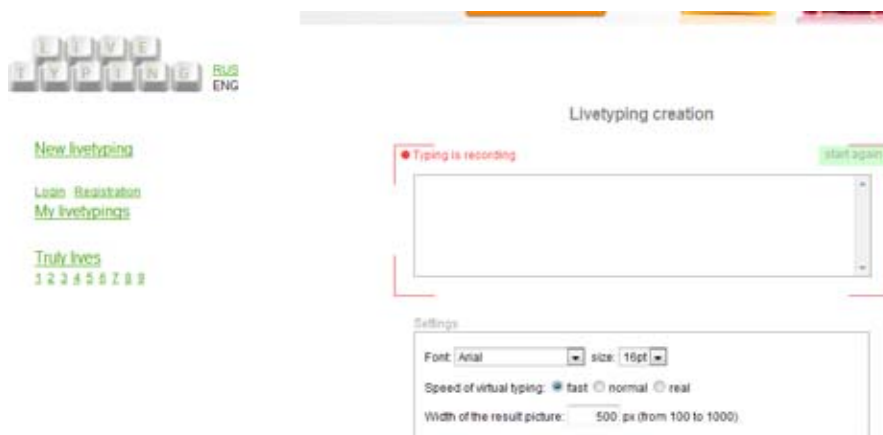 LIVE
TYPING
RUS
ENG
Livetyping creation
New livetyping
Typing is recording
start again
Login Registration
My livetypings
Truly lives
1 2 3 4 5 6 7 8 9
Settings
Font: Arial size: 16pt
Speed of virtual typing: fast normal real
Width of the result picture: 500 px (from 100 to 1000)